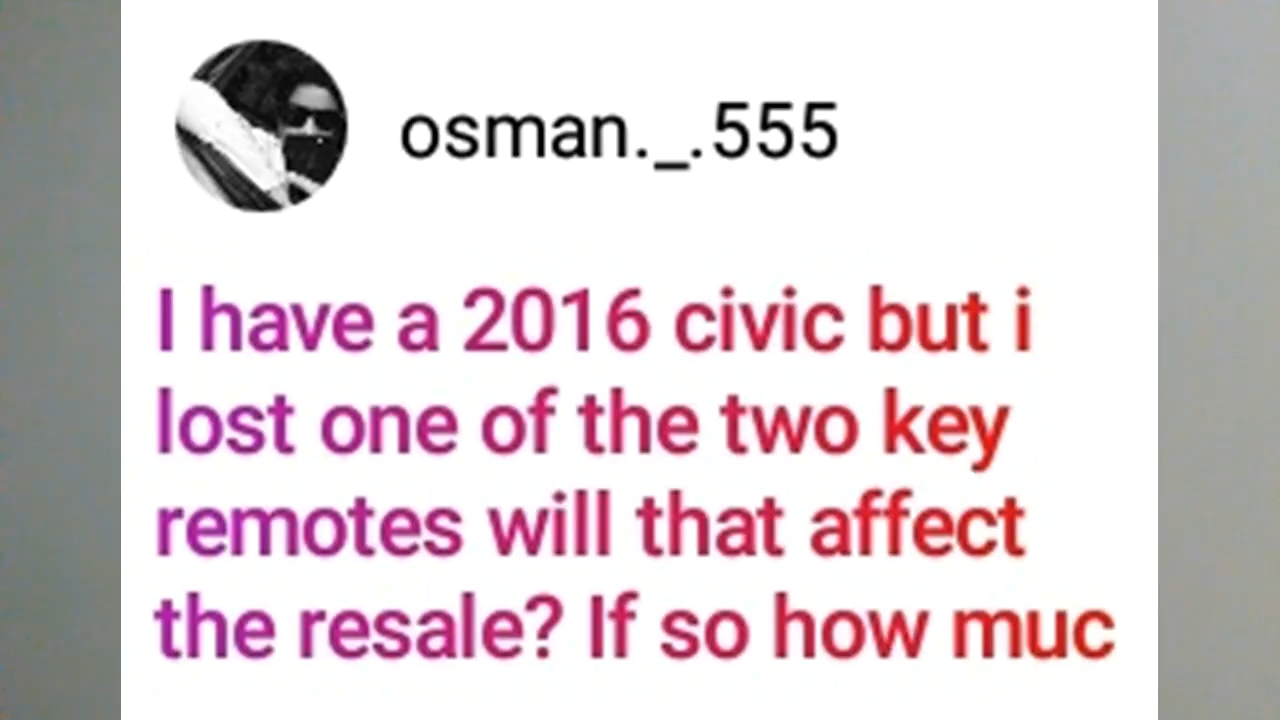 osman._.555
I have a 2016 civic but i
lost one of the two key
remotes will that affect
the resale? If so how muc